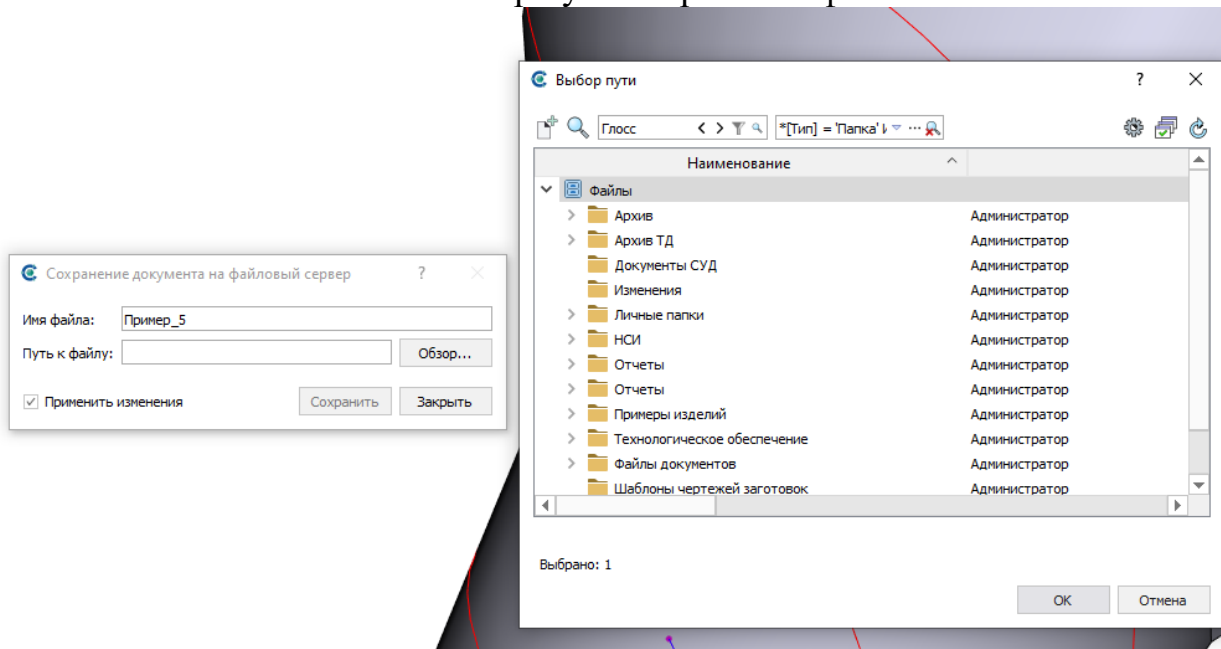 Выбор пути
?
Глосс
*[Тип] = 'Папка' И
Наименование
Файлы
Архив Администратор
Архив ТД Администратор
Документы СУД Администратор
Изменения Администратор
Личные папки Администратор
НСИ Администратор
Отчеты Администратор
Отчеты Администратор
Примеры изделий Администратор
Технологическое обеспечение Администратор
Файлы документов Администратор
Шаблоны чертежей заготовок Администратор
Выбрано: 1
OK Отмена
Сохранение документа на файловый сервер ?
Имя файла: Пример_5
Путь к файлу: Обзор...
Применить изменения Сохранить Закрыть